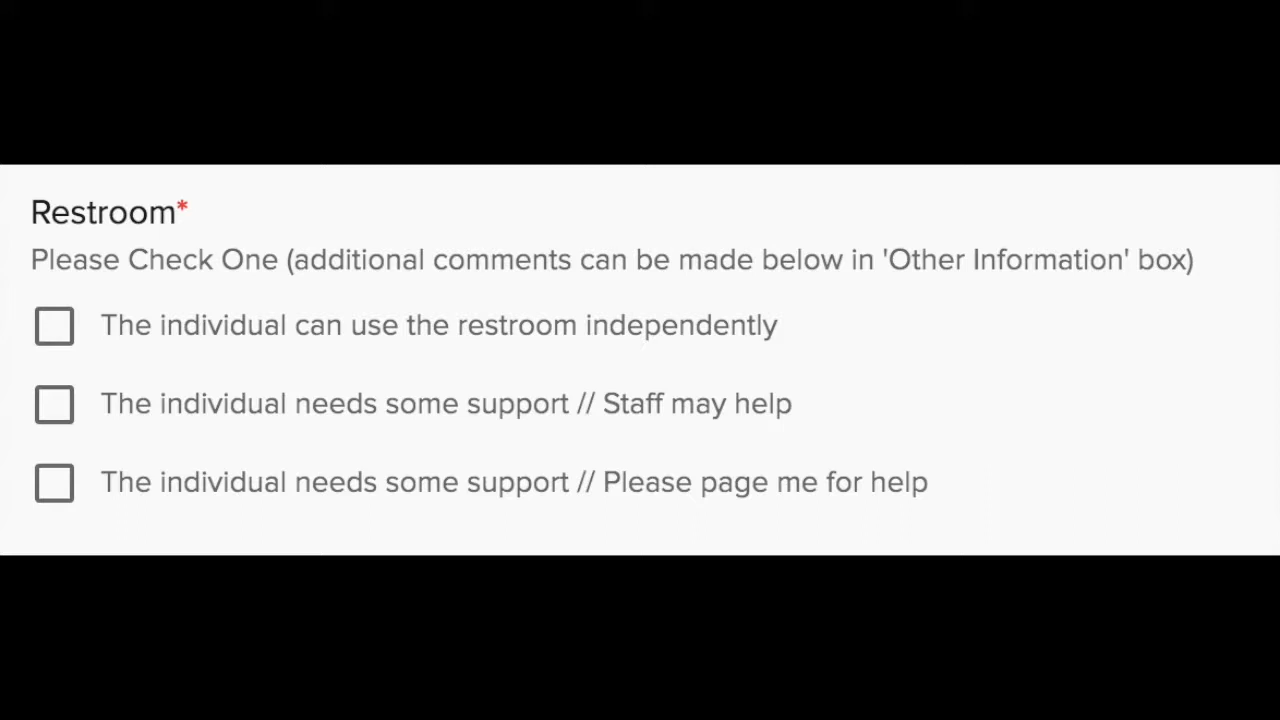 Restroom*
Please Check One (additional comments can be made below in 'Other Information' box)
The individual can use the restroom independently
The individual needs some support // Staff may help
The individual needs some support // Please page me for help